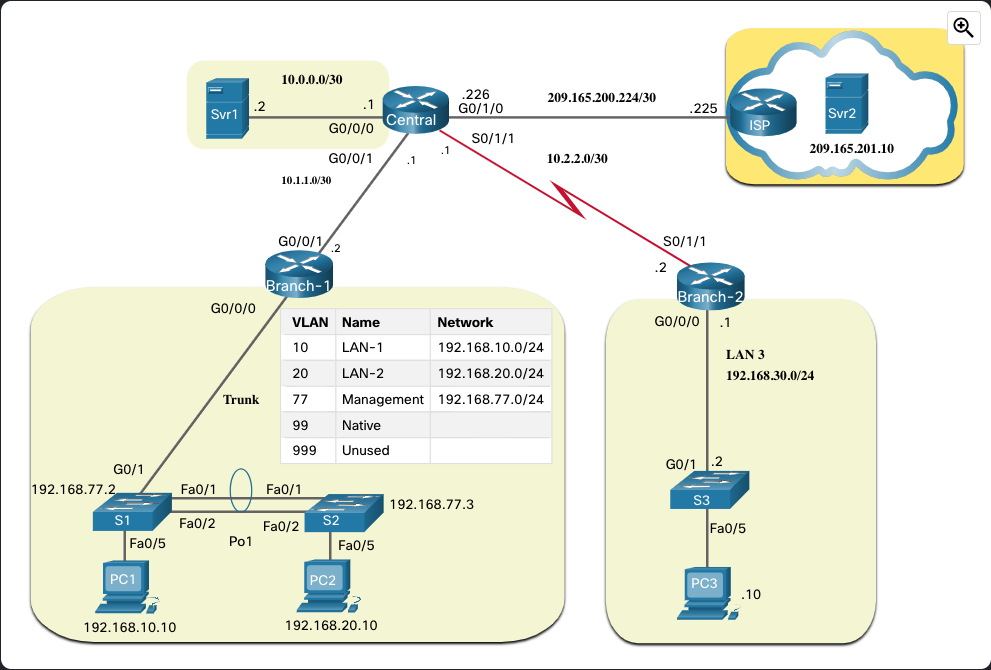 10.0.0.0/30
Svr1
.2
.1
G0/0/0
Central
.226
G0/1/0
209.165.200.224/30
.225
ISP
Svr2
209.165.201.10
S0/1/1
.1
10.2.2.0/30
G0/0/1
.1
10.1.1.0/30
G0/0/1
.2
Branch-1
S0/1/1
.2
Branch-2
G0/0/0
VLAN Name Network
10 LAN-1 192.168.10.0/24
20 LAN-2 192.168.20.0/24
77 Management 192.168.77.0/24
99 Native
999 Unused
Trunk
G0/1
192.168.77.2
S1
Fa0/1
Fa0/1
Fa0/2
Fa0/2
Po1
S2
192.168.77.3
Fa0/5
Fa0/5
PC1
192.168.10.10
PC2
192.168.20.10
G0/0/0
.1
LAN 3
192.168.30.0/24
G0/1
.2
S3
Fa0/5
PC3
.10